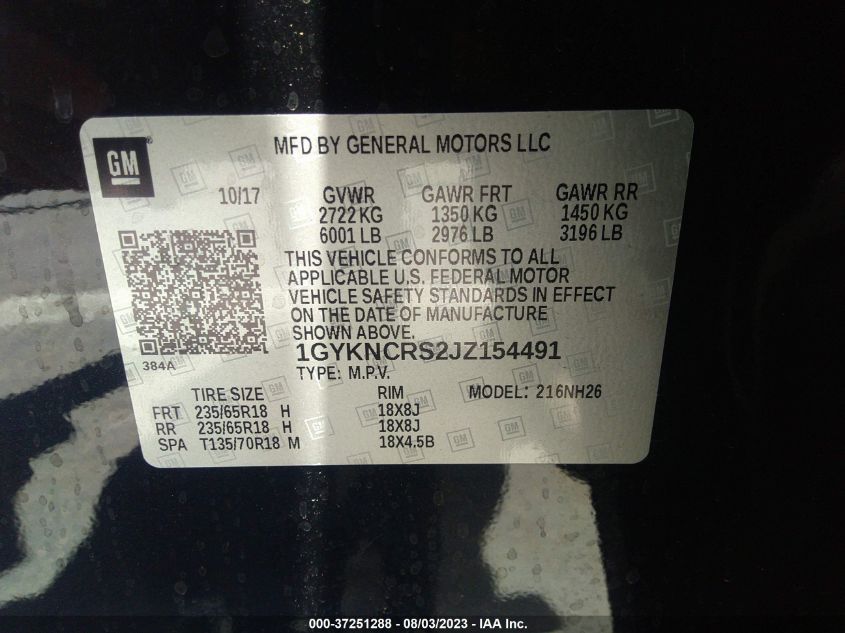 GM
MFD BY GENERAL MOTORS LLC
10/17 GVWR GAWR FRT GAWR RR
2722 KG 1350 KG 1450 KG
6001 LB 2976 LB 3196 LB
THIS VEHICLE CONFORMS TO ALL
APPLICABLE U.S. FEDERAL MOTOR
VEHICLE SAFETY STANDARDS IN EFFECT
ON THE DATE OF MANUFACTURE
SHOWN ABOVE.
384A
1GYKNCRS2JZ154491
TYPE: M.P.V.
TIRE SIZE RIM MODEL: 216NH26
FRT 235/65R18 H 18X8J
RR 235/65R18 H 18X8J
SPA T135/70R18 M 18X4.5B
000-37251288 - 08/03/2023 - IAA Inc.